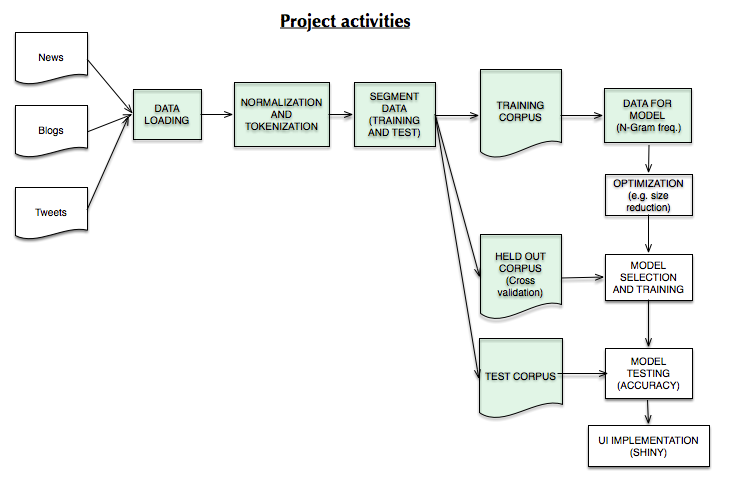 Project activities
News
Blogs
Tweets
DATA
LOADING
NORMALIZATION
AND
TOKENIZATION
SEGMENT
DATA
(TRAINING
AND TEST)
TRAINING
CORPUS
DATA FOR
MODEL
(N-Gram freq.)
OPTIMIZATION
(e.g. size
reduction)
HELD OUT
CORPUS
(Cross
validation)
MODEL
SELECTION
AND TRAINING
TEST CORPUS
MODEL
TESTING
(ACCURACY)
UI IMPLEMENTATION
(SHINY)